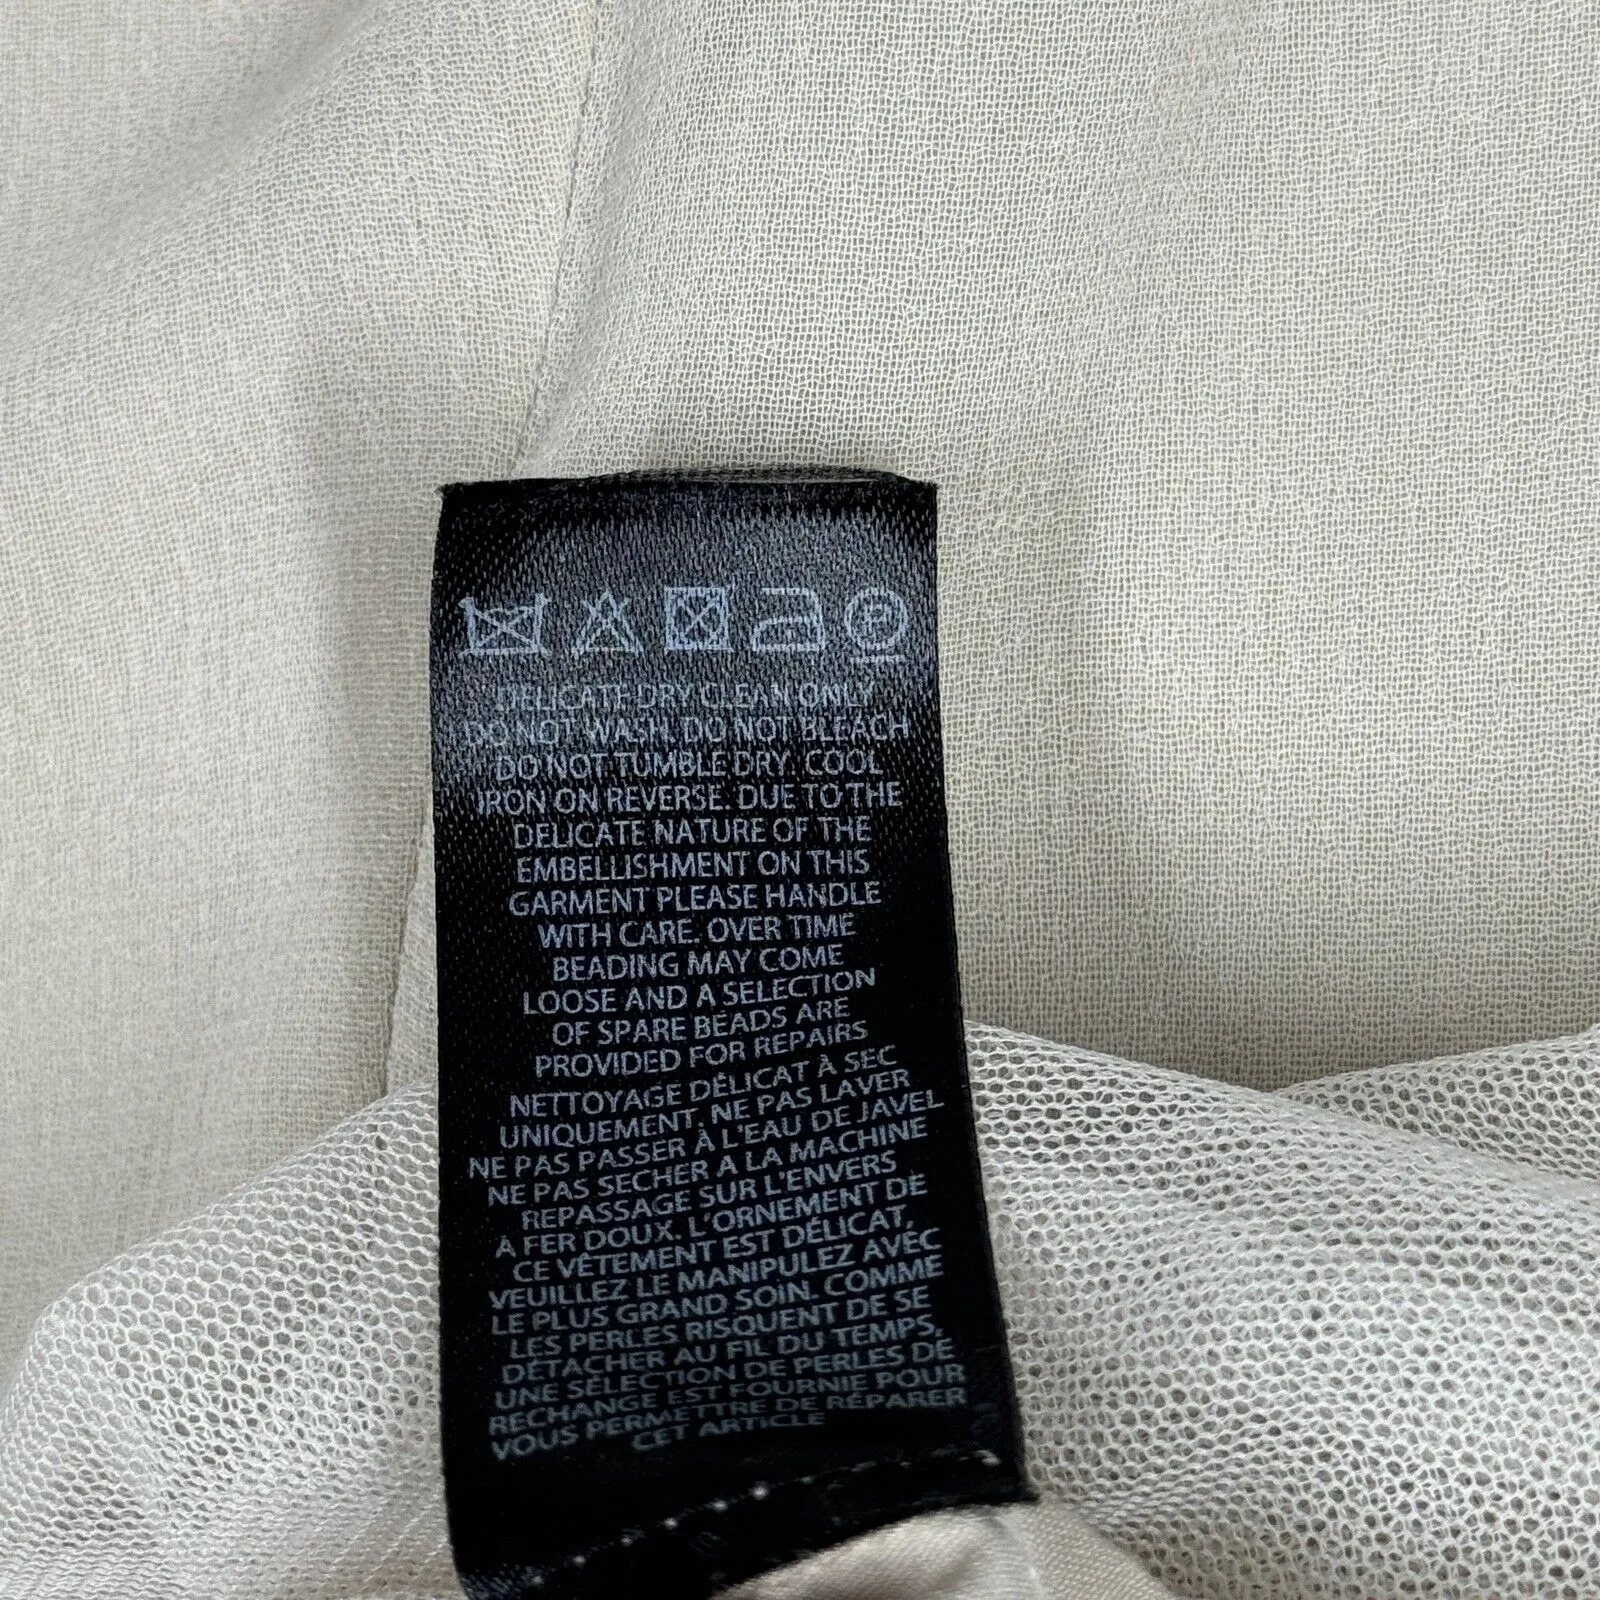 P
DELICATE DRY CLEAN ONLY
DO NOT WASH. DO NOT BLEACH
DO NOT TUMBLE DRY. COOL
IRON ON REVERSE. DUE TO THE
DELICATE NATURE OF THE
EMBELLISHMENT ON THIS
GARMENT PLEASE HANDLE
WITH CARE. OVER TIME
BEADING MAY COME
LOOSE AND A SELECTION
OF SPARE BEADS ARE
PROVIDED FOR REPAIRS
NETTOYAGE DÉLICAT À SEC
UNIQUEMENT. NE PAS LAVER
NE PAS PASSER À L'EAU DE JAVEL
NE PAS SECHER A LA MACHINE
REPASSAGE SUR L'ENVERS
A FER DOUX. L'ORNEMENT DE
CE VÊTEMENT EST DÉLICAT,
VEUILLEZ LE MANIPULEZ AVEC
LE PLUS GRAND SOIN. COMME
LES PERLES RISQUENT DE SE
DÉTACHER AU FIL DU TEMPS,
UNE SÉLECTION DE PERLES DE
RECHANGE EST FOURNIE POUR
VOUS PERMETTRE DE RÉPARER
CET ARTICLE